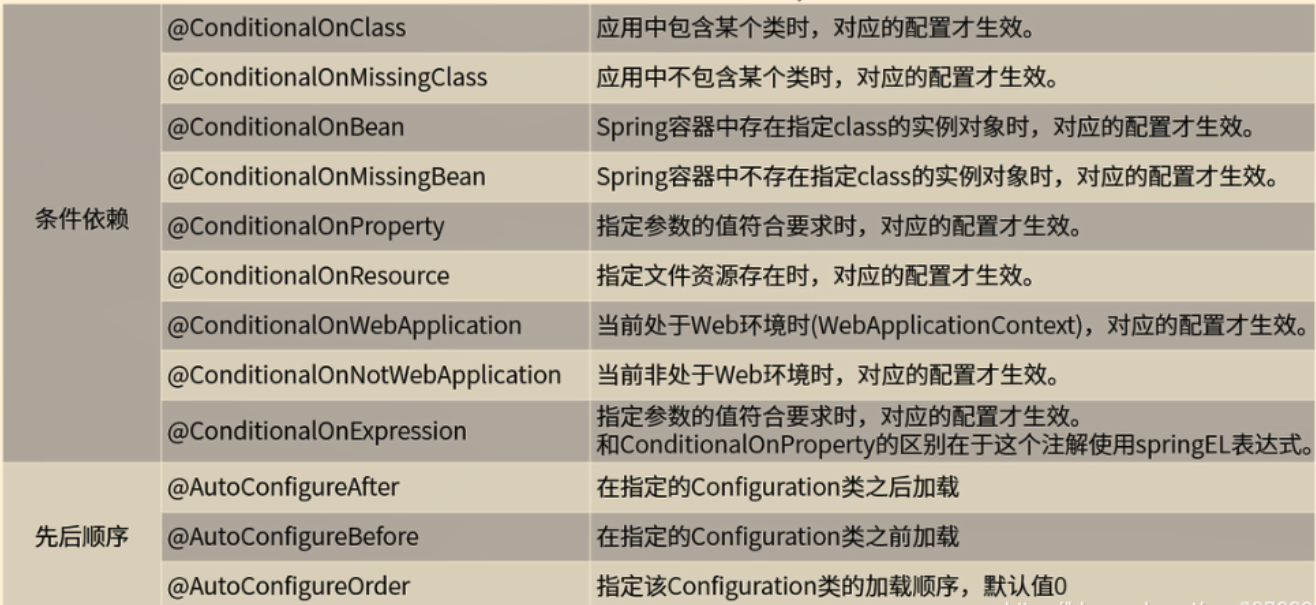 @ConditionalOnClass 应用中包含某个类时，对应的配置才生效。
@ConditionalOnMissingClass 应用中不包含某个类时，对应的配置才生效。
@ConditionalOnBean Spring容器中存在指定class的实例对象时，对应的配置才生效。
@ConditionalOnMissingBean Spring容器中不存在指定class的实例对象时，对应的配置才生效。
条件依赖
@ConditionalOnProperty 指定参数的值符合要求时，对应的配置才生效。
@ConditionalOnResource 指定文件资源存在时，对应的配置才生效。
@ConditionalOnWebApplication 当前处于Web环境时(WebApplicationContext)，对应的配置才生效。
@ConditionalOnNotWebApplication 当前非处于Web环境时，对应的配置才生效。
@ConditionalOnExpression 指定参数的值符合要求时，对应的配置才生效。
和ConditionalOnProperty的区别在于这个注解使用springEL表达式。
@AutoConfigureAfter 在指定的Configuration类之后加载
先后顺序 @AutoConfigureBefore 在指定的Configuration类之前加载
@AutoConfigureOrder 指定该Configuration类的加载顺序，默认值0